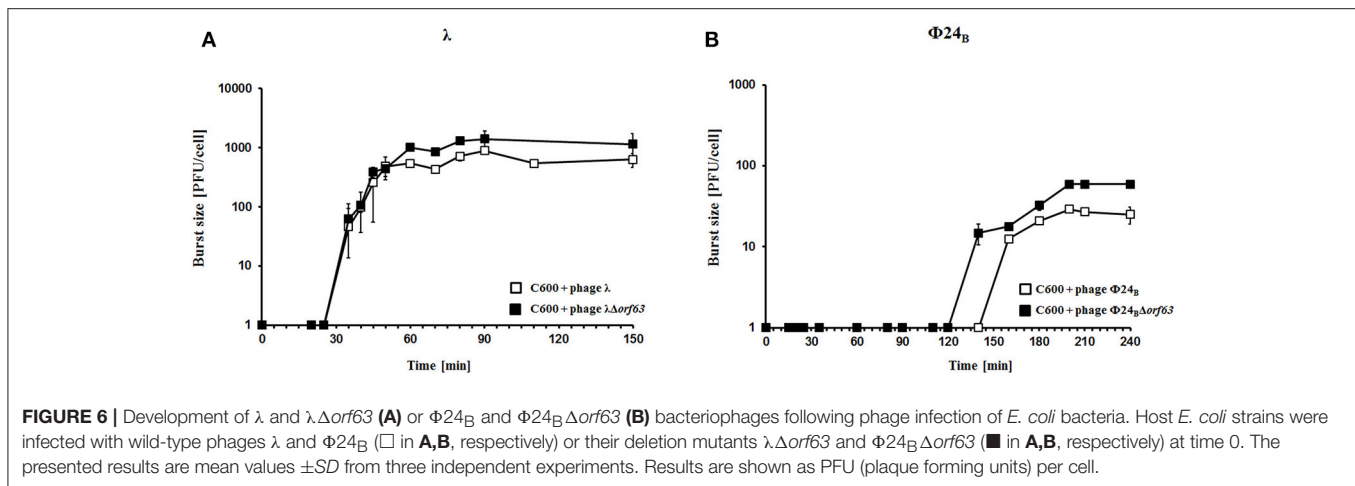 A
λ
Burst size [PFU/cell]
10000
1000
100
10
1
0
30
60
90
120
150
Time [min]
C600 + phage λ
C600 + phage λΔorf63
B
Φ24B
Burst size [PFU/cell]
1000
100
10
1
0
30
60
90
120
150
180
210
240
Time [min]
C600 + phage Φ24B
C600 + phage Φ24BΔorf63
FIGURE 6 | Development of λ and λΔorf63 (A) or Φ24B and Φ24BΔorf63 (B) bacteriophages following phage infection of E. coli bacteria. Host E. coli strains were
infected with wild-type phages λ and Φ24B (□ in A,B, respectively) or their deletion mutants λΔorf63 and Φ24BΔorf63 (■ in A,B, respectively) at time 0. The
presented results are mean values ±SD from three independent experiments. Results are shown as PFU (plaque forming units) per cell.